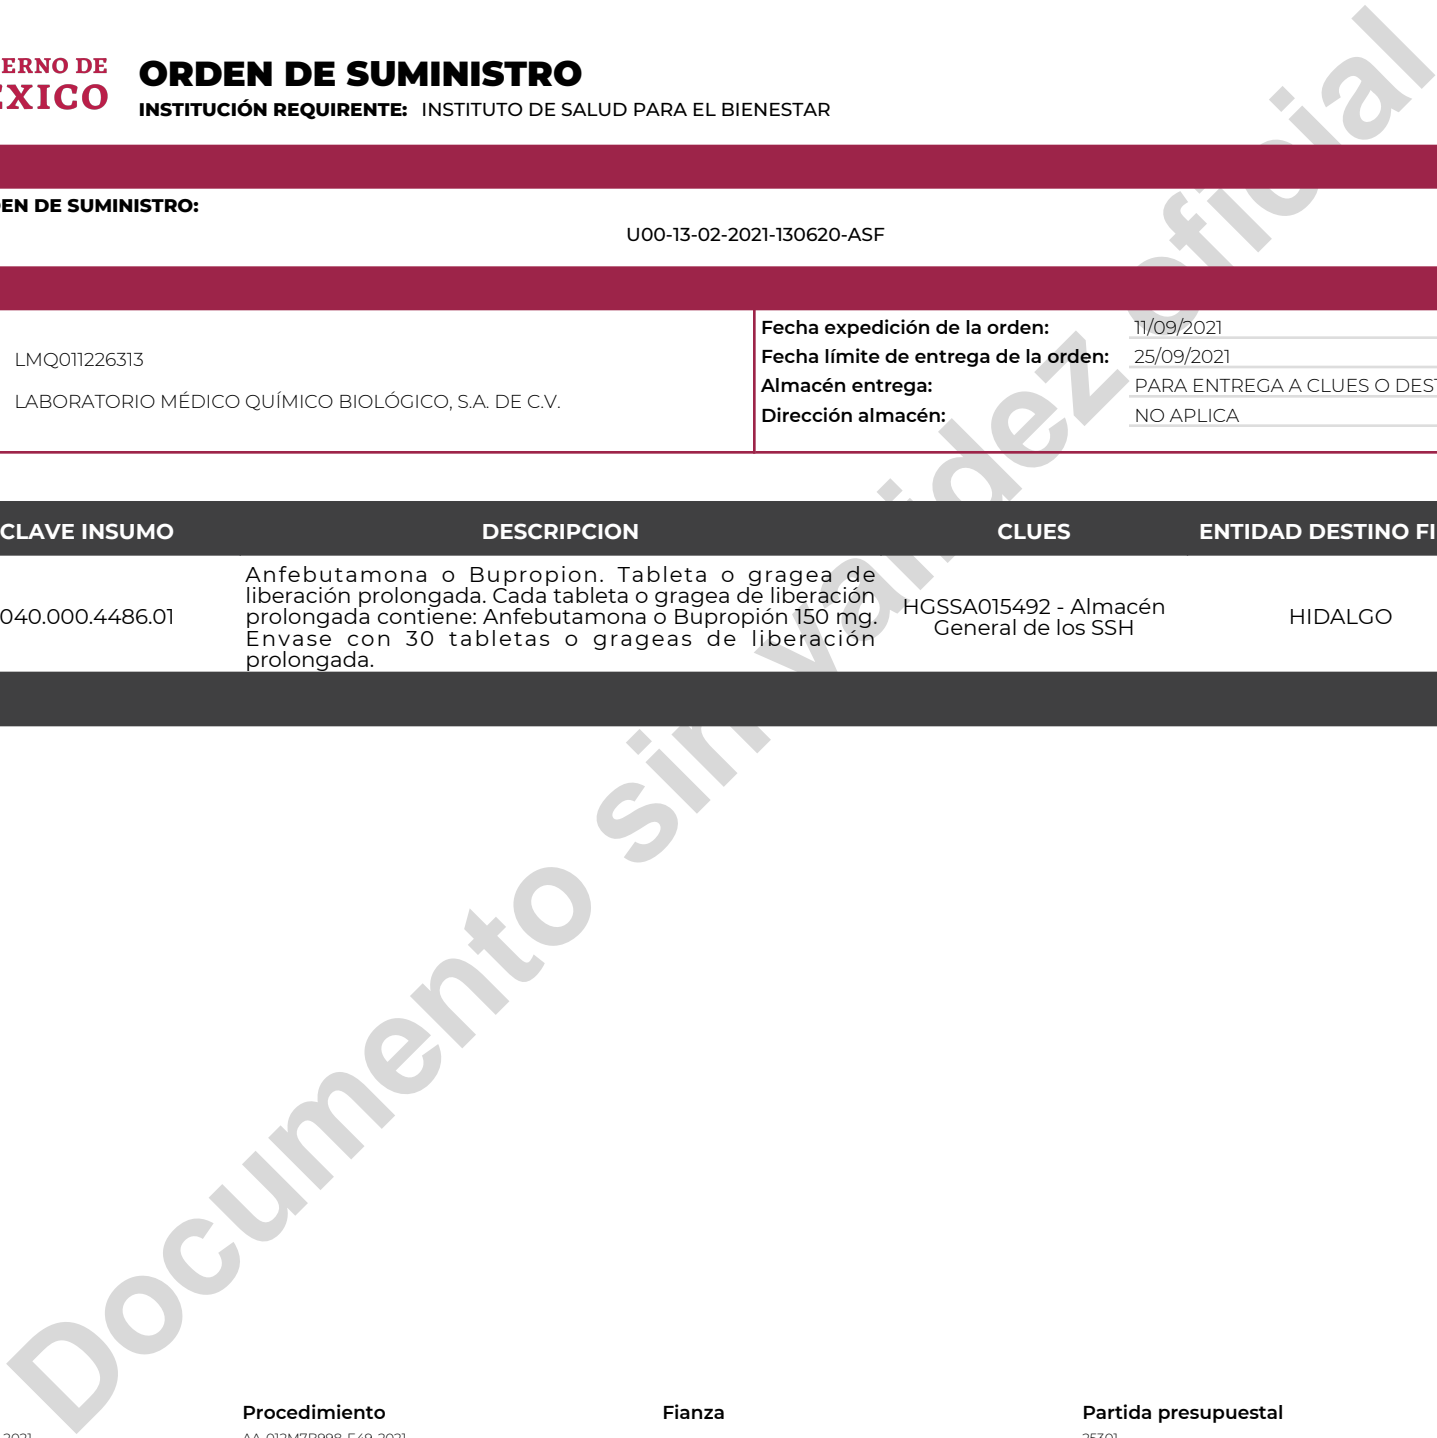 ERNO DE
EXICO
ORDEN DE SUMINISTRO
INSTITUCIÓN REQUIRENTE: INSTITUTO DE SALUD PARA EL BIENESTAR
EN DE SUMINISTRO:
U00-13-02-2021-130620-ASF
LMQ011226313
LABORATORIO MÉDICO QUÍMICO BIOLÓGICO, S.A. DE C.V.
Fecha expedición de la orden: 11/09/2021
Fecha límite de entrega de la orden: 25/09/2021
Almacén entrega: PARA ENTREGA A CLUES O DEST
Dirección almacén: NO APLICA
CLAVE INSUMO DESCRIPCION CLUES ENTIDAD DESTINO FI
040.000.4486.01
Anfebutamona o Bupropion. Tableta o gragea de
liberación prolongada. Cada tableta o gragea de liberación
prolongada contiene: Anfebutamona o Bupropión 150 mg.
Envase con 30 tabletas o grageas de liberación
prolongada.
HGSSA015492 - Almacén
General de los SSH
HIDALGO
Documento sin validez oficial
Procedimiento Fianza Partida presupuestal